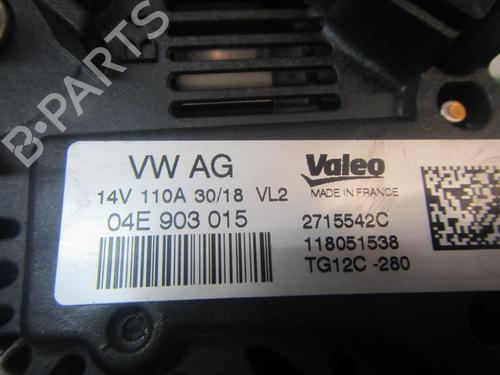 B-PARTS
VW AG
14V 110A 30/18 VL2
04E 903 015
Valeo
MADE IN FRANCE
2715542C
118051538
TG12C -280